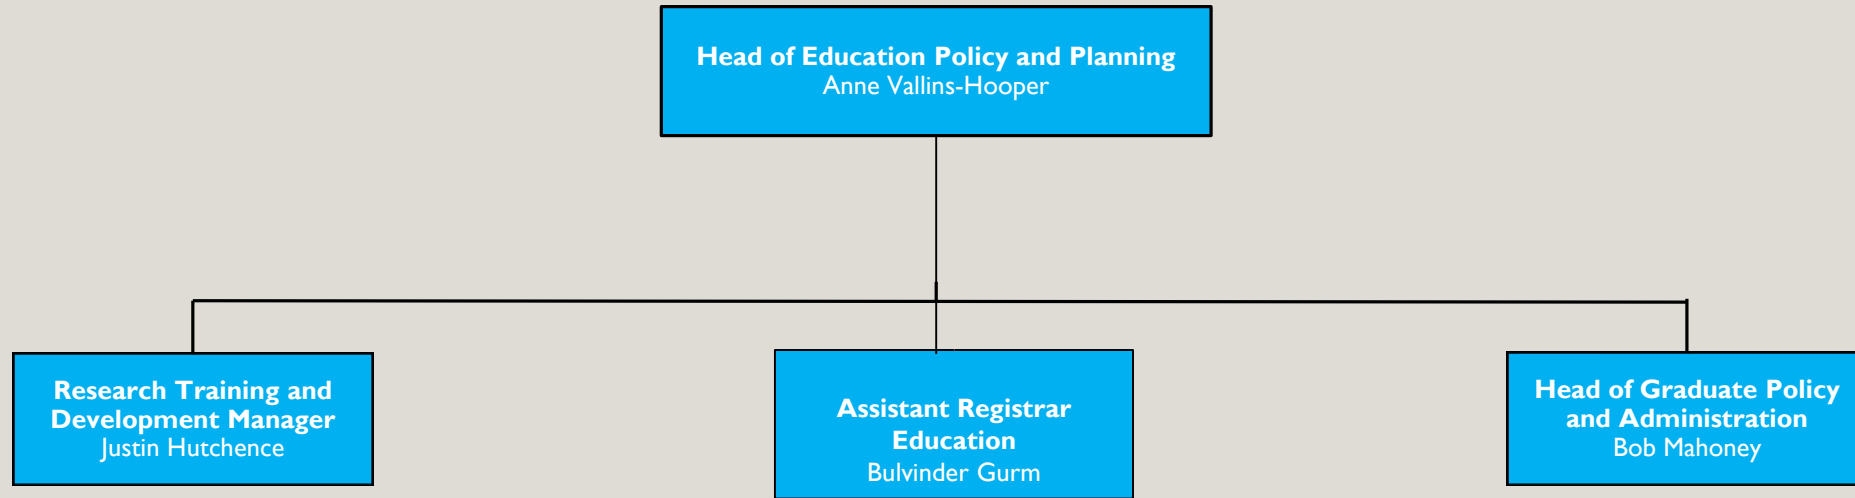 Head of Education Policy and Planning
Anne Vallins-Hooper
Research Training and
Development Manager
Justin Hutchence
Assistant Registrar
Education
Bulvinder Gurm
Head of Graduate Policy
and Administration
Bob Mahoney